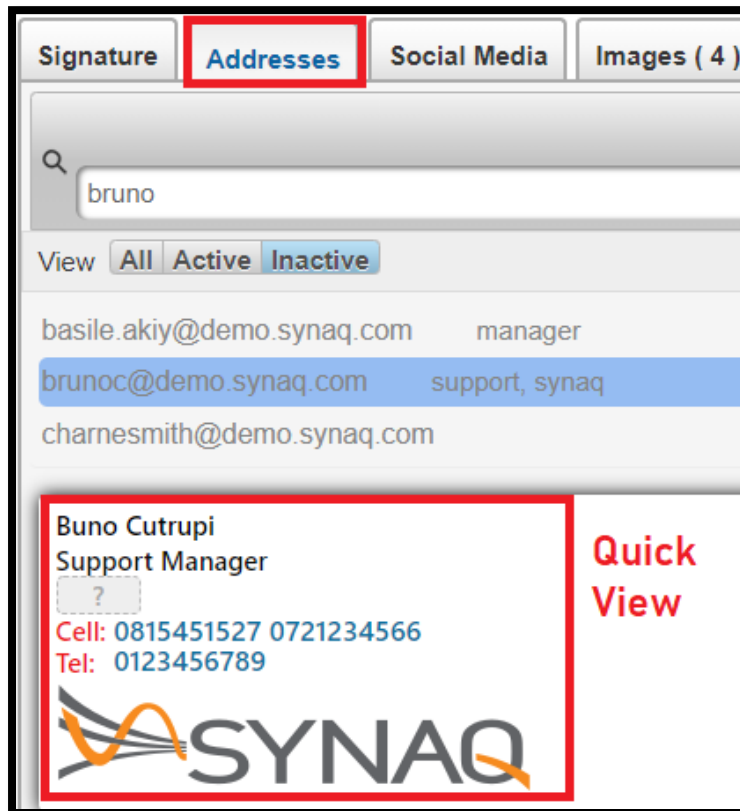 Signature Addresses Social Media Images ( 4 )
bruno
View All Active Inactive
basile.akiy@demo.synaq.com manager
brunoc@demo.synaq.com support, synaq
charnesmith@demo.synaq.com
Buno Cutrupi
Support Manager
?
Cell: 0815451527 0721234566
Tel: 0123456789
SYNAQ
Quick
View